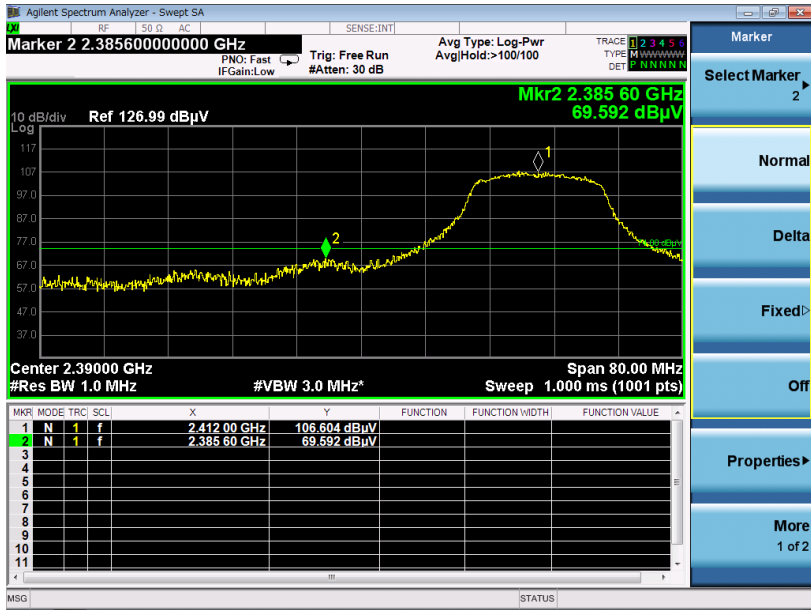 Agilent Spectrum Analyzer - Swept SA
LXI RF 50 Ω AC SENSE:INT
Marker 2 2.385600000000 GHz
PNO: Fast
IFGain:Low
Trig: Free Run
#Atten: 30 dB
Avg Type: Log-Pwr
Avg|Hold:>100/100
TRACE 1 2 3 4 5 6
TYPE M WWWWW
DET P N N N N N
Mkr2 2.385 60 GHz
69.592 dBµV
10 dB/div Ref 126.99 dBµV
Log
117
107
97.0
87.0
77.0
67.0
57.0
47.0
37.0
1
2
Center 2.39000 GHz Span 80.00 MHz
#Res BW 1.0 MHz #VBW 3.0 MHz* Sweep 1.000 ms (1001 pts)
MKR MODE TRC SCL X Y FUNCTION FUNCTION WIDTH FUNCTION VALUE
1 N 1 f 2.412 00 GHz 106.604 dBµV
2 N 1 f 2.385 60 GHz 69.592 dBµV
3
4
5
6
7
8
9
10
11
MSG STATUS
Marker
Select Marker
2
Normal
Delta
Fixed
Off
Properties
More
1 of 2